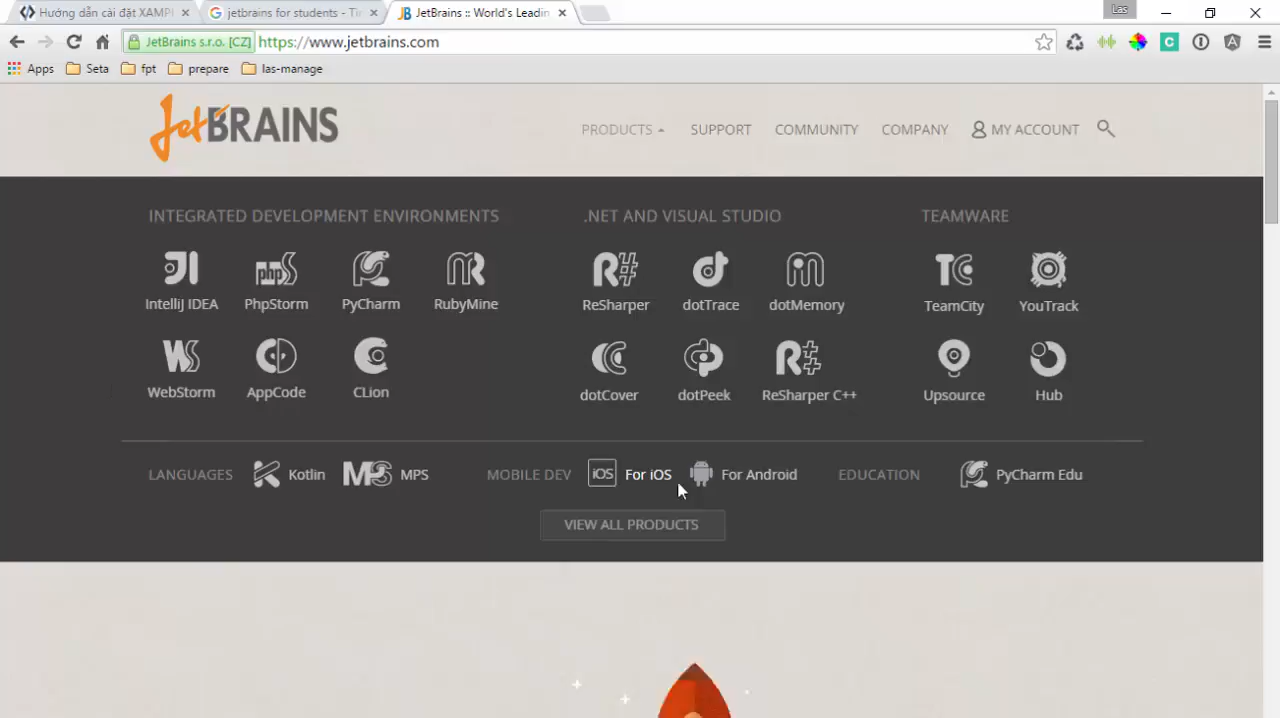 Hướng dẫn cài đặt XAMP
jetbrains for students - Tìn
JetBrains :: World's Leadin
Las
JetBrains s.r.o. [CZ] https://www.jetbrains.com
Apps Seta fpt prepare las-manage
JetBRAINS
PRODUCTS SUPPORT COMMUNITY COMPANY MY ACCOUNT
INTEGRATED DEVELOPMENT ENVIRONMENTS .NET AND VISUAL STUDIO TEAMWARE
IntelliJ IDEA PhpStorm PyCharm RubyMine ReSharper dotTrace dotMemory TeamCity YouTrack
WebStorm AppCode CLion dotCover dotPeek ReSharper C++ Upsource Hub
LANGUAGES Kotlin MPS MOBILE DEV iOS For iOS For Android EDUCATION PyCharm Edu
VIEW ALL PRODUCTS